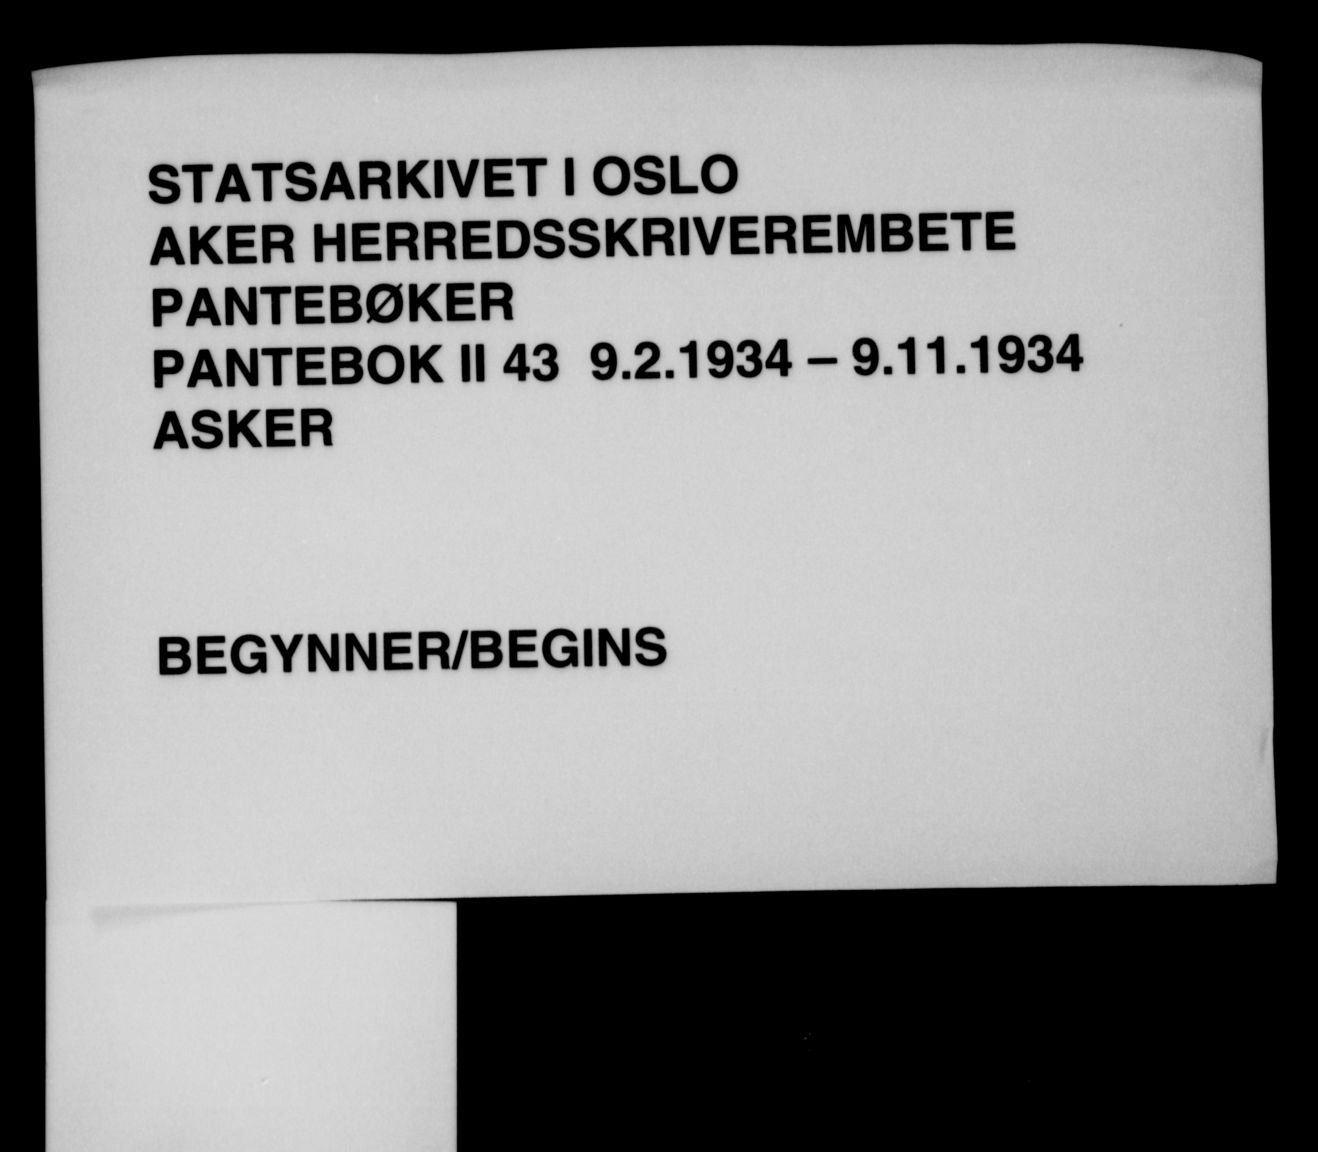 STATSARKIVET I OSLO
AKER HERREDSSKRIVEREMBETE
PANTEBØKER
PANTEBOK II 43 9.2.1934 – 9.11.1934
ASKER
BEGYNNER/BEGINS